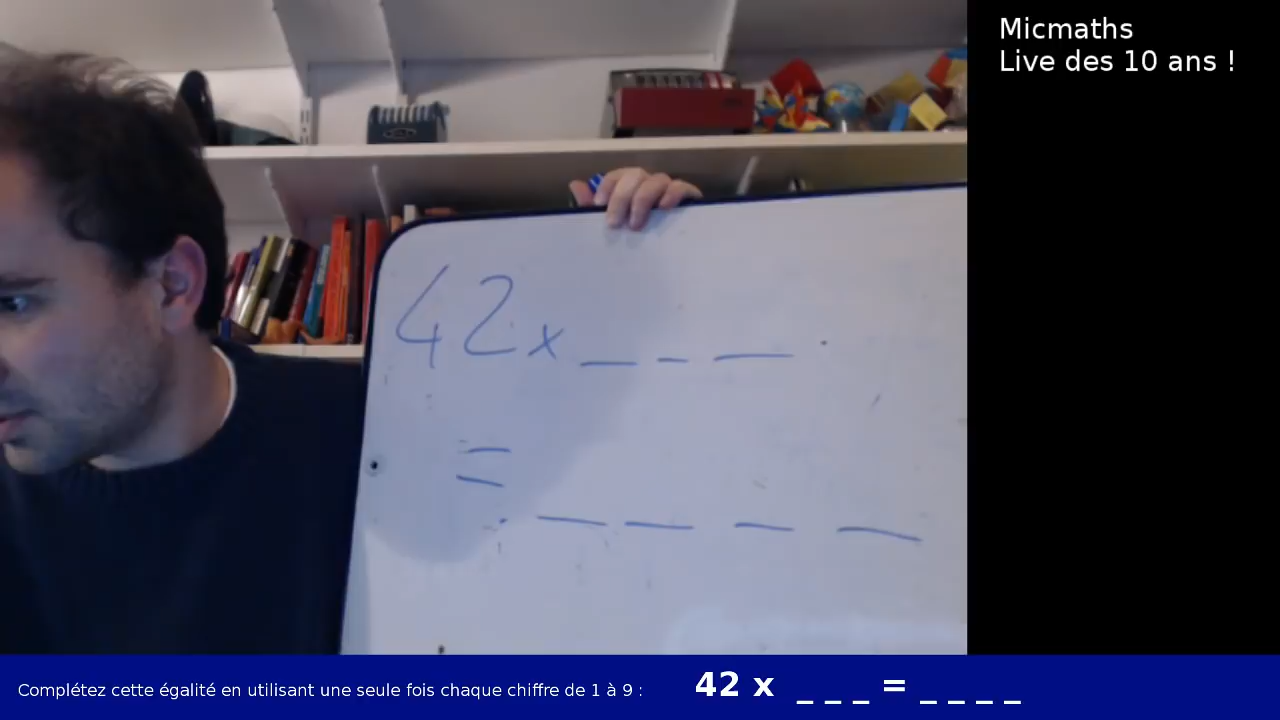 Micmaths
Live des 10 ans !
42 x _ _ _
=
_ _ _ _
Complétez cette égalité en utilisant une seule fois chaque chiffre de 1 à 9 : 42 x _ _ _ = _ _ _ _